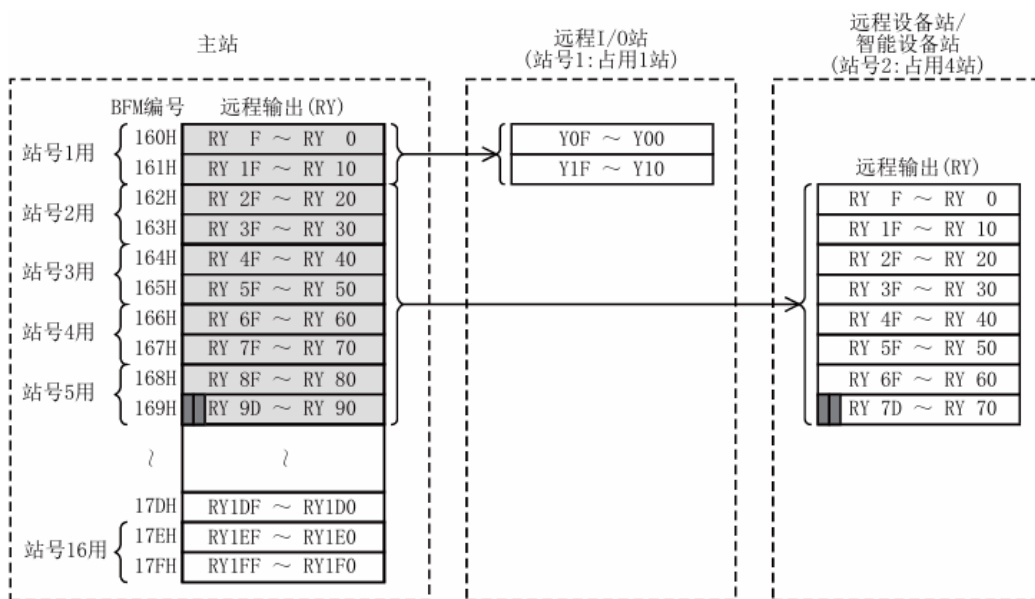 主站
远程I/O站
(站号1:占用1站)
远程设备站/
智能设备站
(站号2:占用4站)
BFM编号 远程输出(RY)
站号1用
160H RY F ～ RY 0
161H RY 1F ～ RY 10
站号2用
162H RY 2F ～ RY 20
163H RY 3F ～ RY 30
站号3用
164H RY 4F ～ RY 40
165H RY 5F ～ RY 50
站号4用
166H RY 6F ～ RY 60
167H RY 7F ～ RY 70
站号5用
168H RY 8F ～ RY 80
169H RY 9D ～ RY 90
～ ～
17DH RY1DF ～ RY1D0
站号16用
17EH RY1EF ～ RY1E0
17FH RY1FF ～ RY1F0
Y0F ～ Y00
Y1F ～ Y10
远程输出(RY)
RY F ～ RY 0
RY 1F ～ RY 10
RY 2F ～ RY 20
RY 3F ～ RY 30
RY 4F ～ RY 40
RY 5F ～ RY 50
RY 6F ～ RY 60
RY 7D ～ RY 70